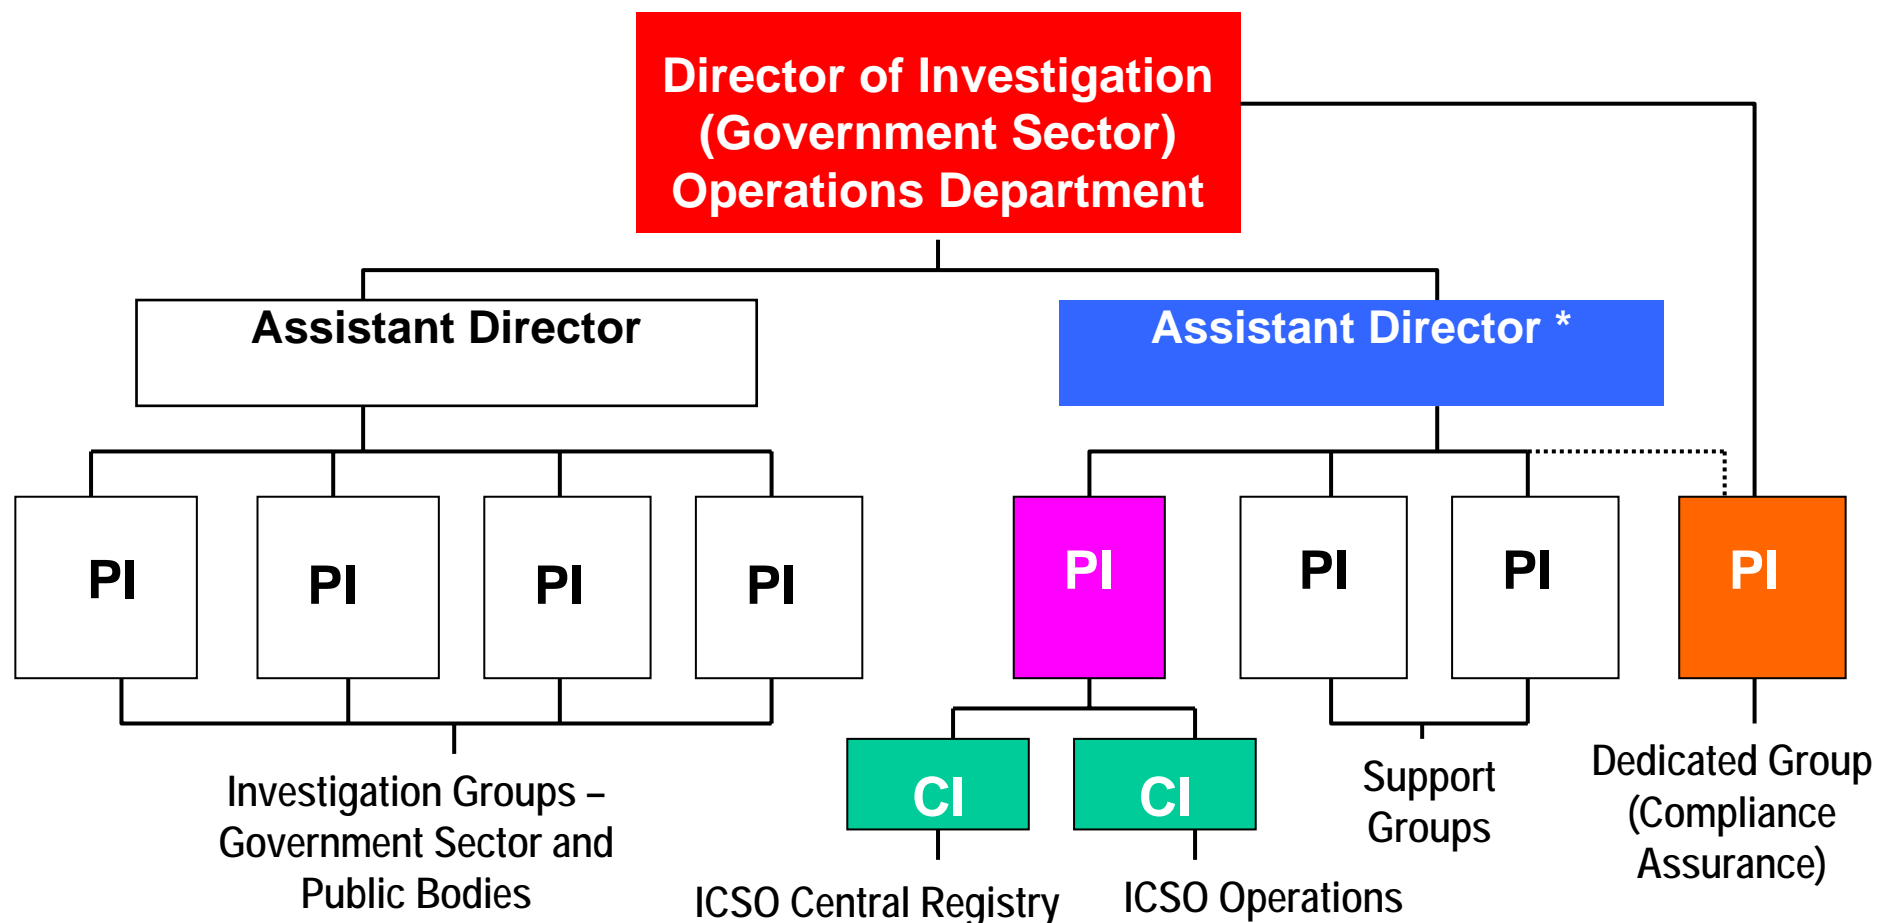 Director of Investigation
(Government Sector)
Operations Department
Assistant Director
Assistant Director *
PI
PI
PI
PI
PI
PI
PI
PI
CI
CI
Investigation Groups –
Government Sector and
Public Bodies
ICSO Central Registry
ICSO Operations
Support
Groups
Dedicated Group
(Compliance
Assurance)